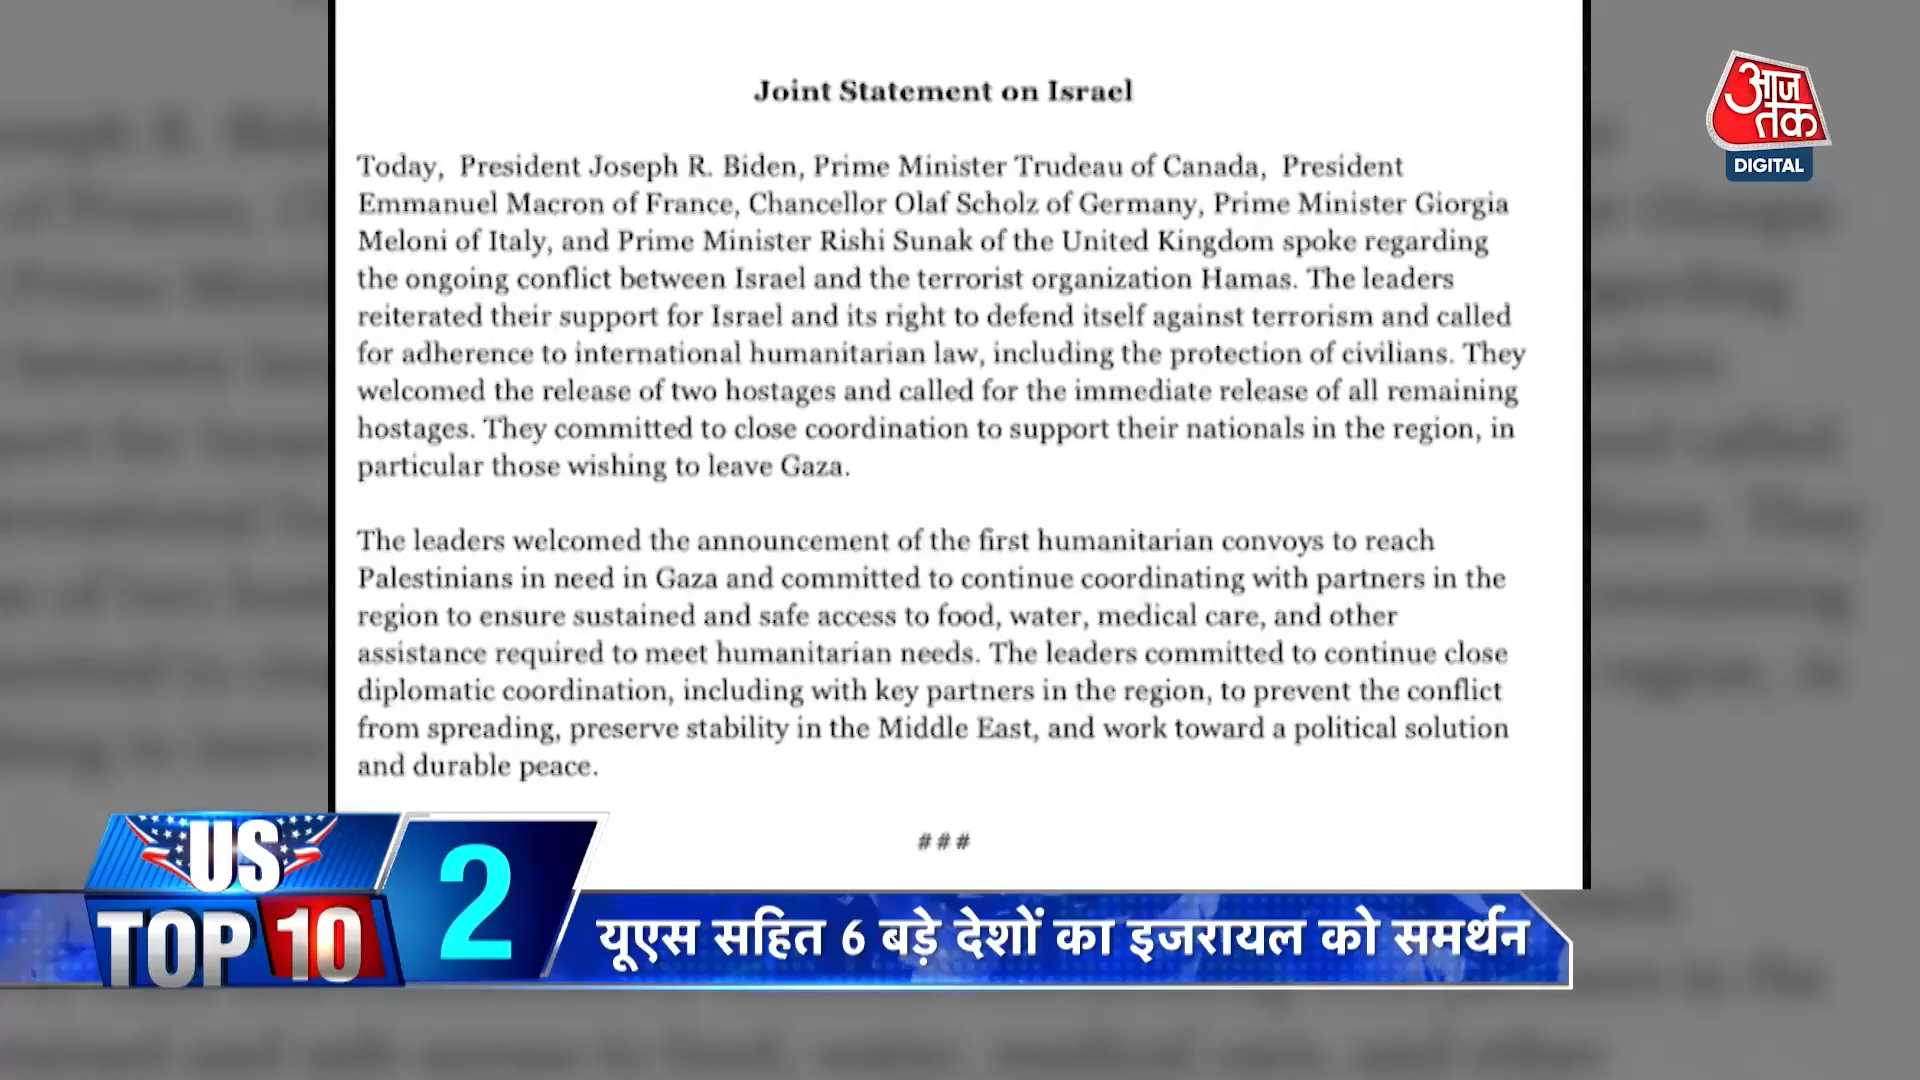 Joint Statement on Israel
Today, President Joseph R. Biden, Prime Minister Trudeau of Canada, President
Emmanuel Macron of France, Chancellor Olaf Scholz of Germany, Prime Minister Giorgia
Meloni of Italy, and Prime Minister Rishi Sunak of the United Kingdom spoke regarding
the ongoing conflict between Israel and the terrorist organization Hamas. The leaders
reiterated their support for Israel and its right to defend itself against terrorism and called
for adherence to international humanitarian law, including the protection of civilians. They
welcomed the release of two hostages and called for the immediate release of all remaining
hostages. They committed to close coordination to support their nationals in the region, in
particular those wishing to leave Gaza.
The leaders welcomed the announcement of the first humanitarian convoys to reach
Palestinians in need in Gaza and committed to continue coordinating with partners in the
region to ensure sustained and safe access to food, water, medical care, and other
assistance required to meet humanitarian needs. The leaders committed to continue close
diplomatic coordination, including with key partners in the region, to prevent the conflict
from spreading, preserve stability in the Middle East, and work toward a political solution
and durable peace.
###
आज
तक
DIGITAL
US
TOP 10
2
यूएस सहित 6 बड़े देशों का इजरायल को समर्थन